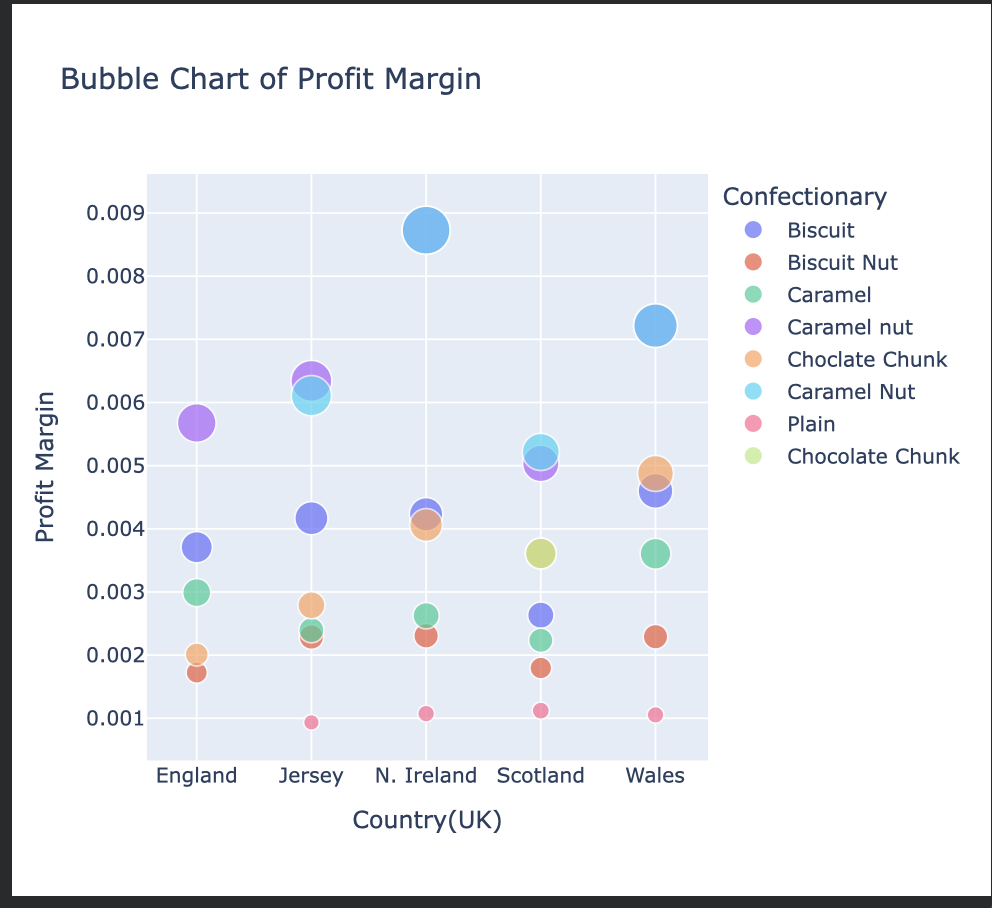 Bubble Chart of Profit Margin
Confectionary
Biscuit
Biscuit Nut
Caramel
Caramel nut
Choclate Chunk
Caramel Nut
Plain
Chocolate Chunk
Profit Margin
0.009
0.008
0.007
0.006
0.005
0.004
0.003
0.002
0.001
England
Jersey
N. Ireland
Scotland
Wales
Country(UK)